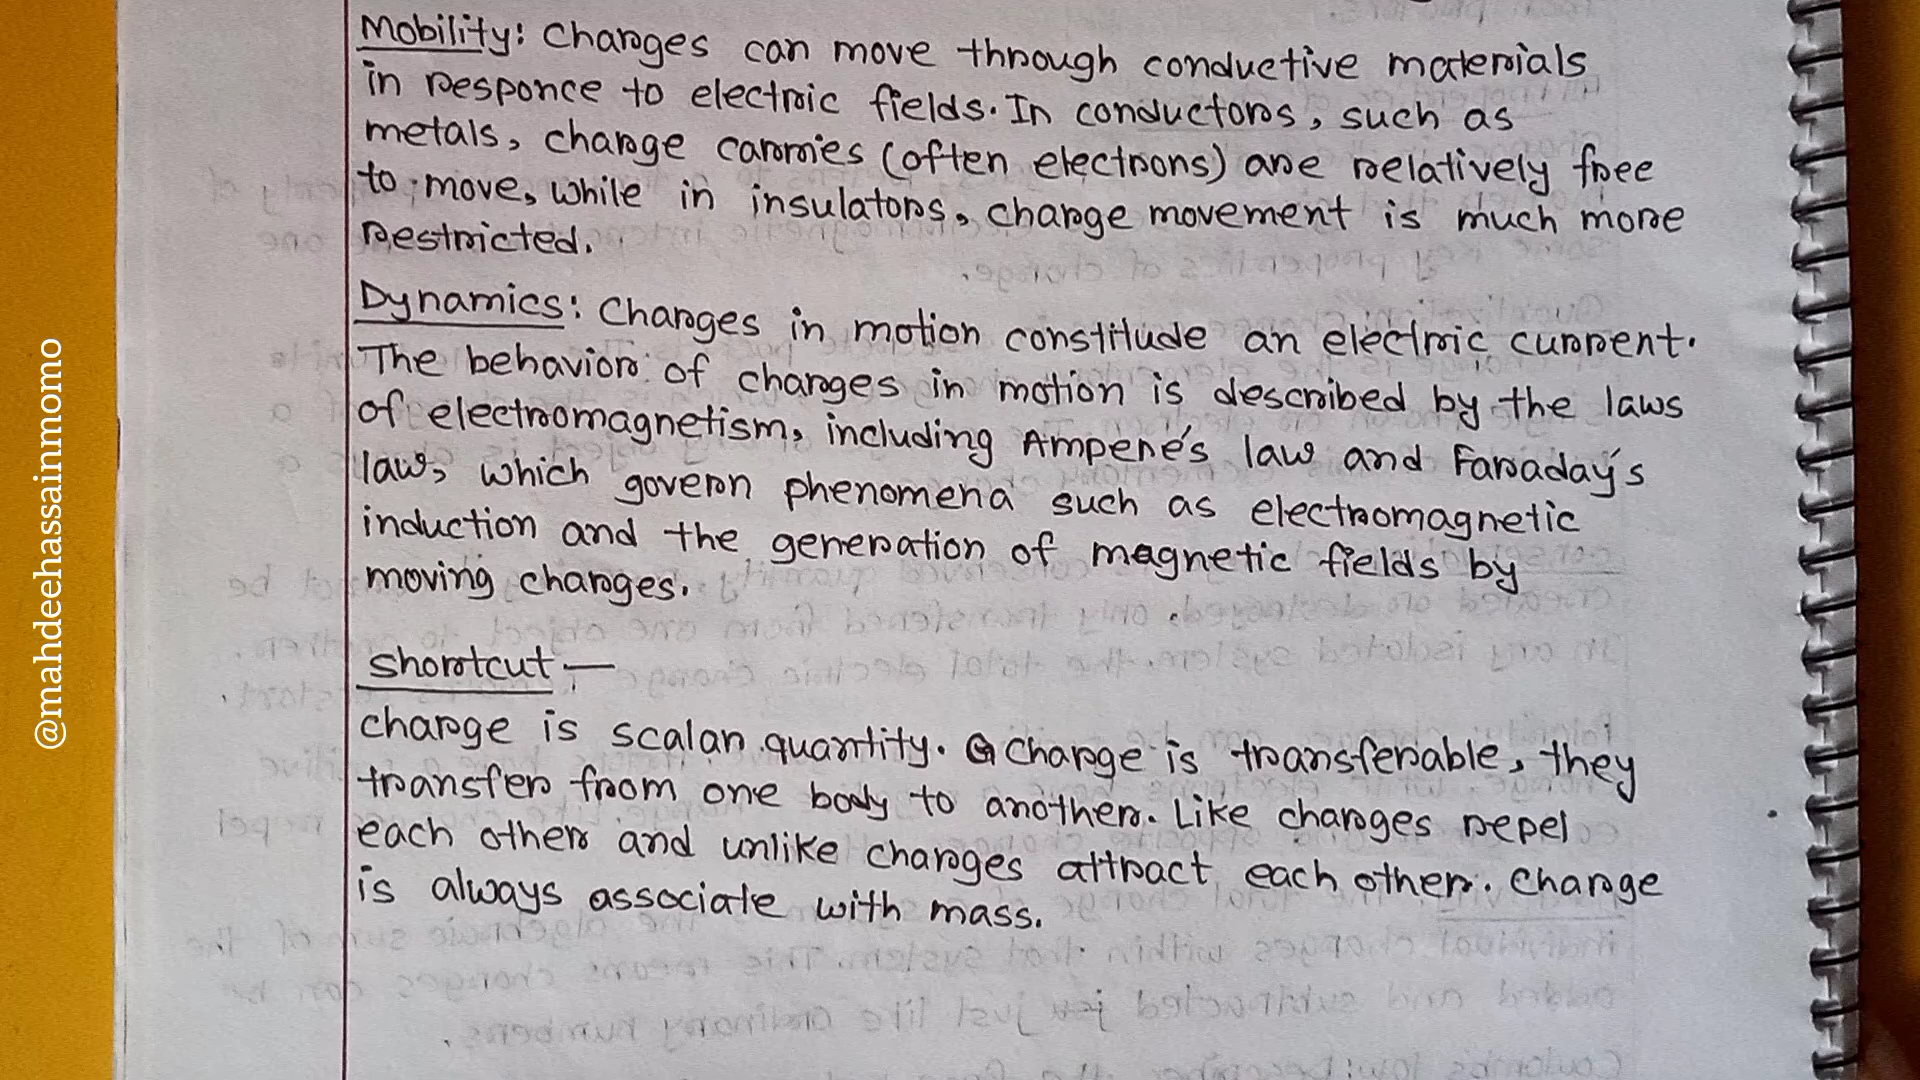 Mobility: Charges can move through conductive materials
in responce to electric fields. In conductors, such as
metals, charge carries (often electrons) are relatively free
to move, while in insulators, charge movement is much more
restricted.
Dynamics: Charges in motion constitude an electric current.
The behavior of charges in motion is described by the laws
of electromagnetism, including Ampere's law and Faraday's
law, which govern phenomena such as electromagnetic
induction and the generation of magnetic fields by
moving charges.
shortcut —
charge is scalar quantity. Charge is transferable, they
transfer from one body to another. Like charges repel
each other and unlike charges attract each other. Charge
is always associate with mass.
@mahdeehassainmomo